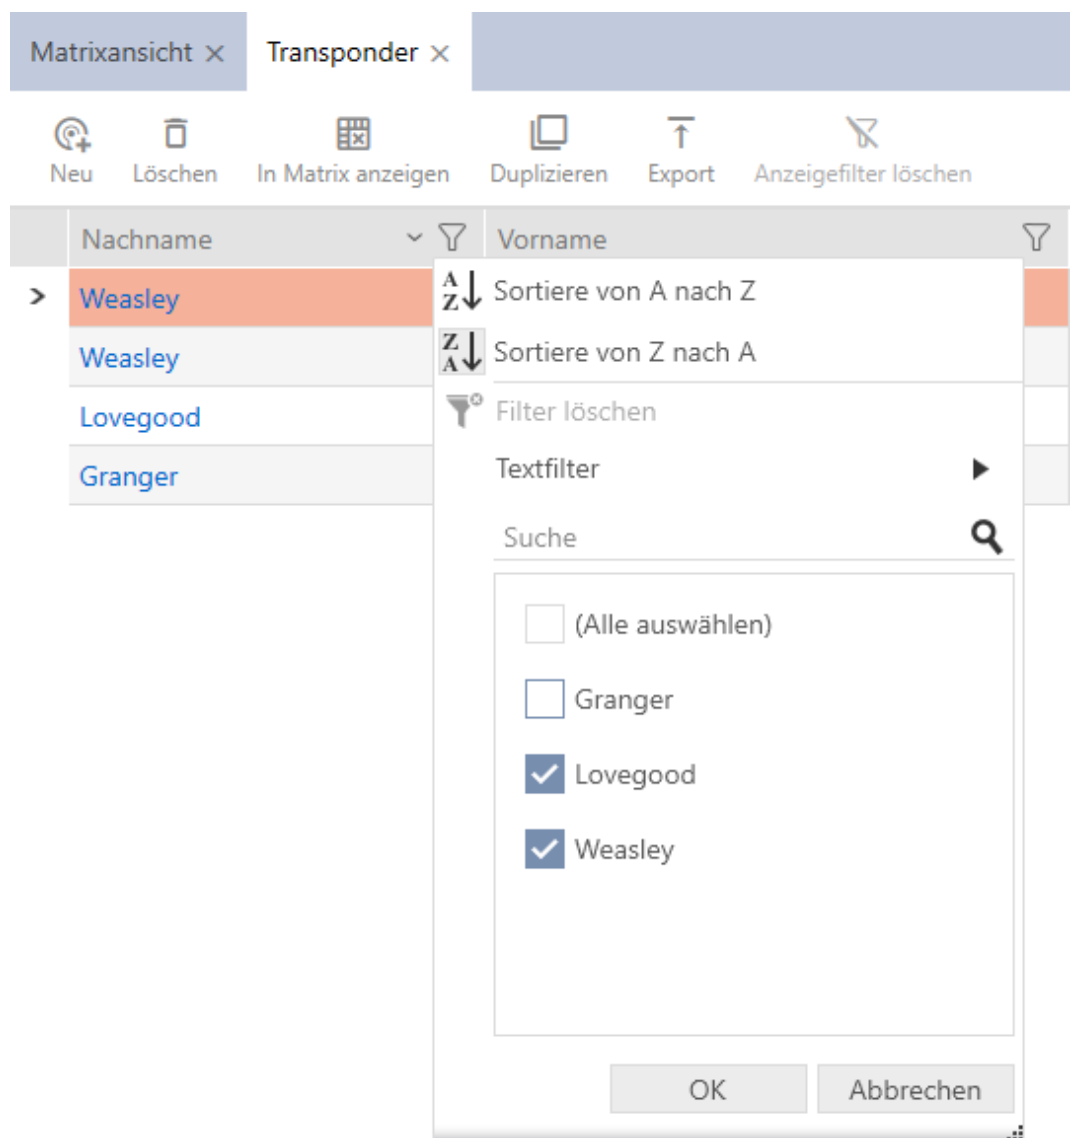 Matrixansicht Transponder
Neu Löschen In Matrix anzeigen Duplizieren Export Anzeigefilter löschen
Nachname Vorname
Weasley
Weasley
Lovegood
Granger
Sortiere von A nach Z
Sortiere von Z nach A
Filter löschen
Textfilter
Suche
(Alle auswählen)
Granger
Lovegood
Weasley
OK Abbrechen